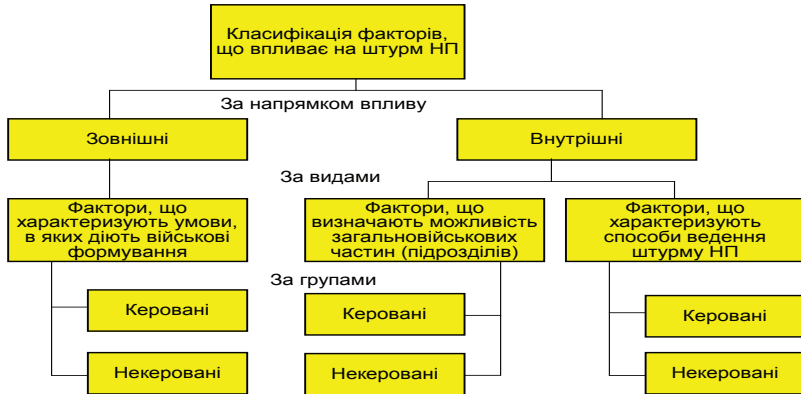 Класифікація факторів,
що впливає на штурм НП
За напрямком впливу
Зовнішні
Внутрішні
За видами
Фактори, що
характеризують умови,
в яких діють військові
формування
Фактори, що
визначають можливість
загальновійськових
частин (підрозділів)
Фактори, що
характеризують
способи ведення
штурму НП
За групами
Керовані
Керовані
Керовані
Некеровані
Некеровані
Некеровані